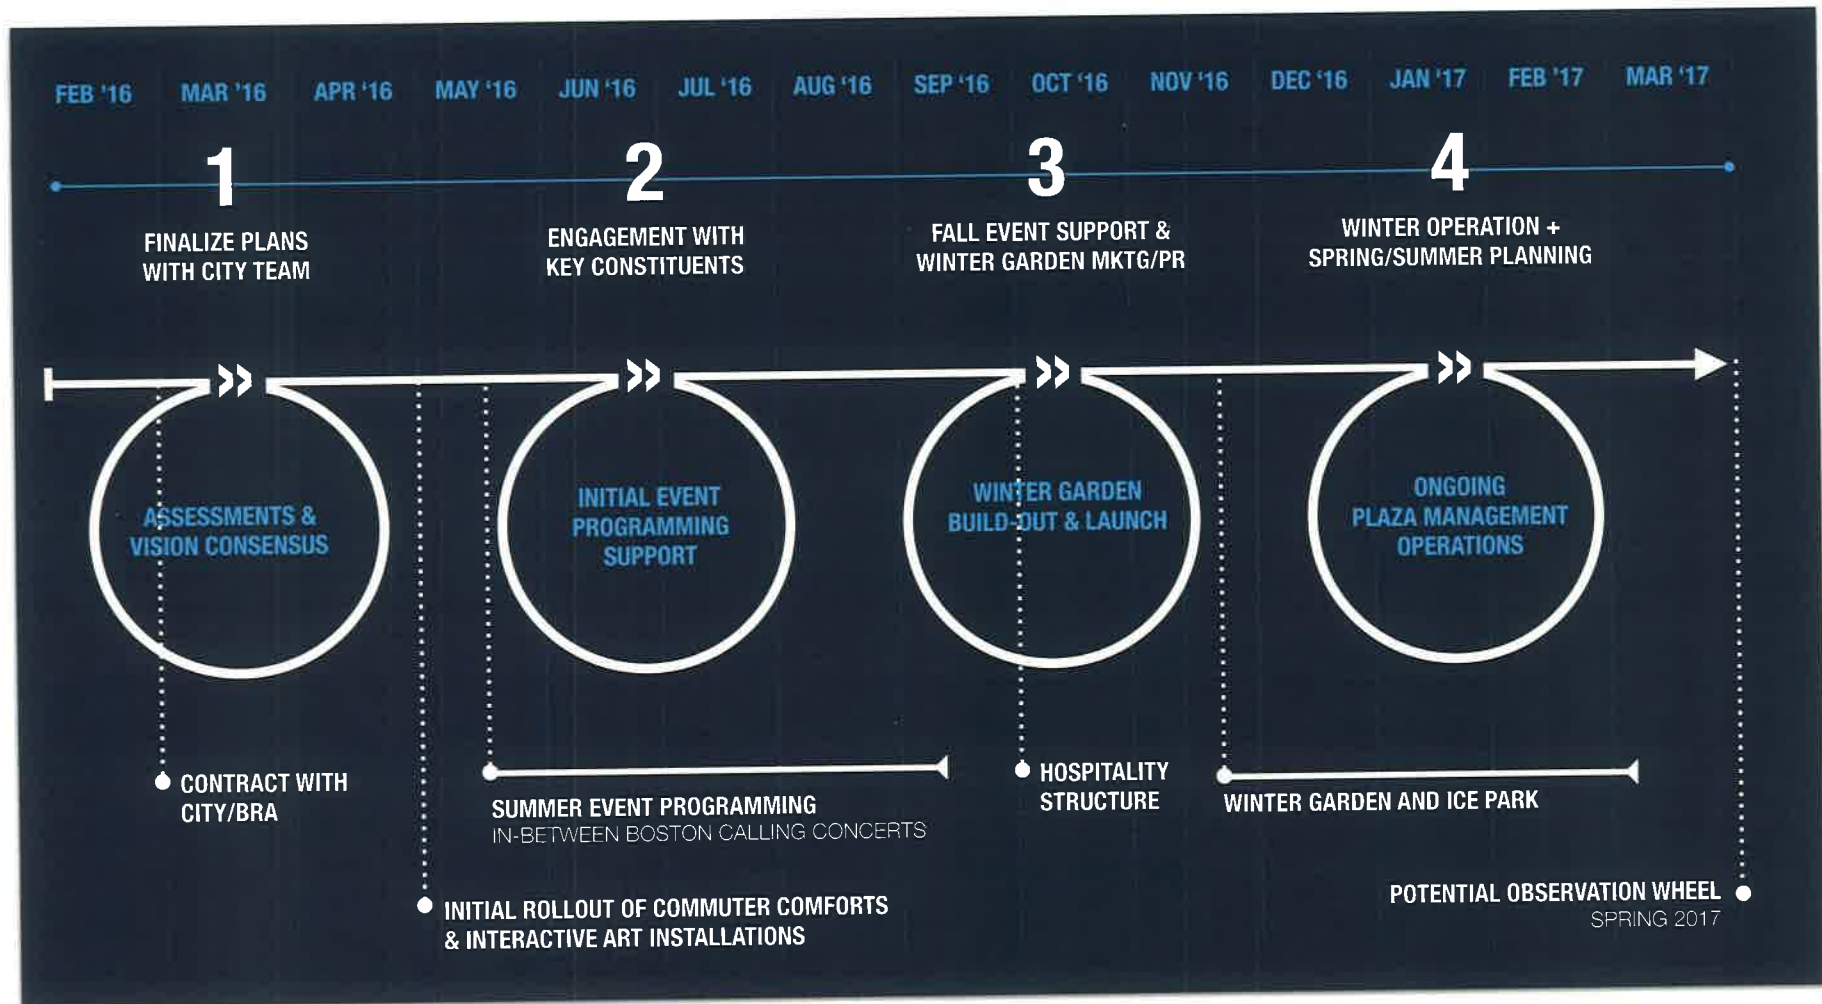 FEB '16 MAR '16 APR '16 MAY '16 JUN '16 JUL '16 AUG '16 SEP '16 OCT '16 NOV '16 DEC '16 JAN '17 FEB '17 MAR '17
1
FINALIZE PLANS
WITH CITY TEAM
2
ENGAGEMENT WITH
KEY CONSTITUENTS
3
FALL EVENT SUPPORT &
WINTER GARDEN MKTG/PR
4
WINTER OPERATION +
SPRING/SUMMER PLANNING
ASSESSMENTS &
VISION CONSENSUS
INITIAL EVENT
PROGRAMMING
SUPPORT
WINTER GARDEN
BUILD-OUT & LAUNCH
ONGOING
PLAZA MANAGEMENT
OPERATIONS
CONTRACT WITH
CITY/BRA
SUMMER EVENT PROGRAMMING
IN-BETWEEN BOSTON CALLING CONCERTS
HOSPITALITY
STRUCTURE
WINTER GARDEN AND ICE PARK
INITIAL ROLLOUT OF COMMUTER COMFORTS
& INTERACTIVE ART INSTALLATIONS
POTENTIAL OBSERVATION WHEEL
SPRING 2017